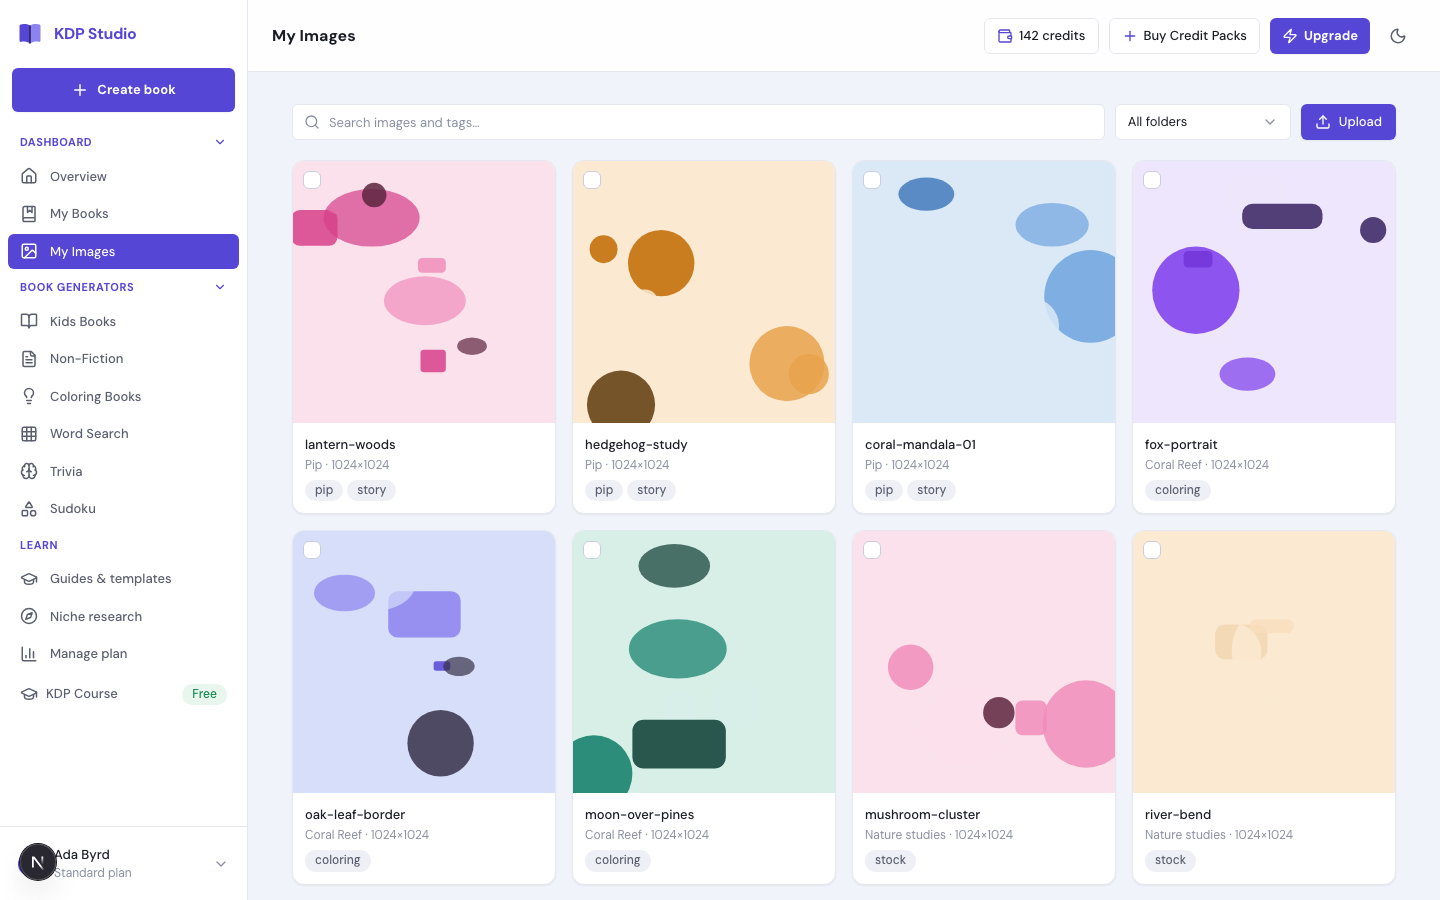 KDP Studio
Create book
DASHBOARD
Overview
My Books
My Images
BOOK GENERATORS
Kids Books
Non-Fiction
Coloring Books
Word Search
Trivia
Sudoku
LEARN
Guides & templates
Niche research
Manage plan
KDP Course
Free
N
Ada Byrd
Standard plan
My Images
142 credits
Buy Credit Packs
Upgrade
Search images and tags...
All folders
Upload
lantern-woods
Pip · 1024×1024
pip story
hedgehog-study
Pip · 1024×1024
pip story
coral-mandala-01
Pip · 1024×1024
pip story
fox-portrait
Coral Reef · 1024×1024
coloring
oak-leaf-border
Coral Reef · 1024×1024
coloring
moon-over-pines
Coral Reef · 1024×1024
coloring
mushroom-cluster
Nature studies · 1024×1024
stock
river-bend
Nature studies · 1024×1024
stock